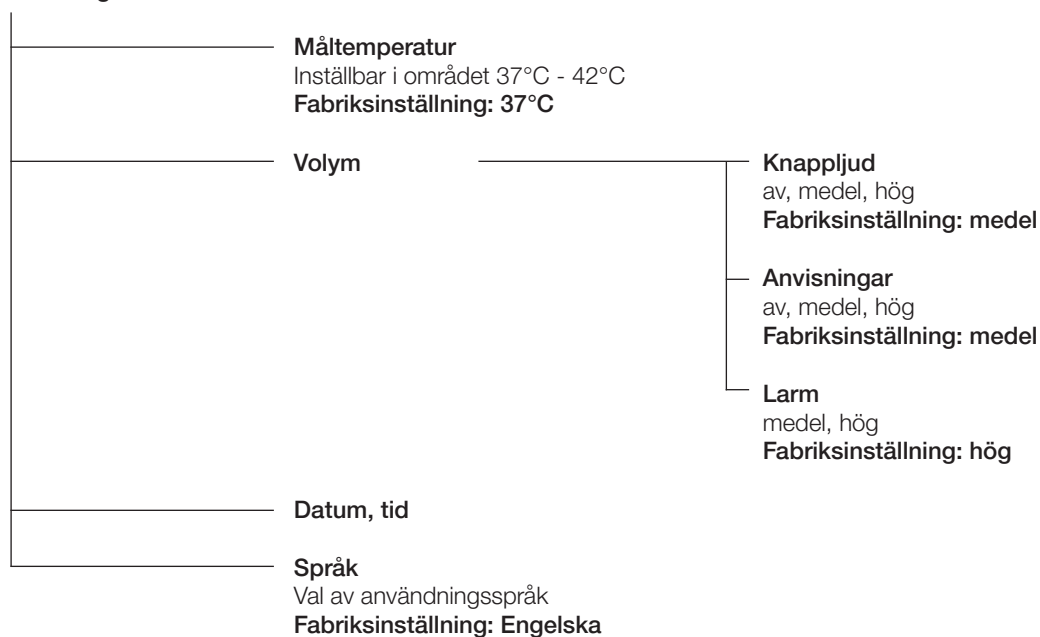 Måltemperatur
Inställbar i området 37°C - 42°C
Fabriksinställning: 37°C
Volym
Knappljud
av, medel, hög
Fabriksinställning: medel
Anvisningar
av, medel, hög
Fabriksinställning: medel
Larm
medel, hög
Fabriksinställning: hög
Datum, tid
Språk
Val av användningsspråk
Fabriksinställning: Engelska